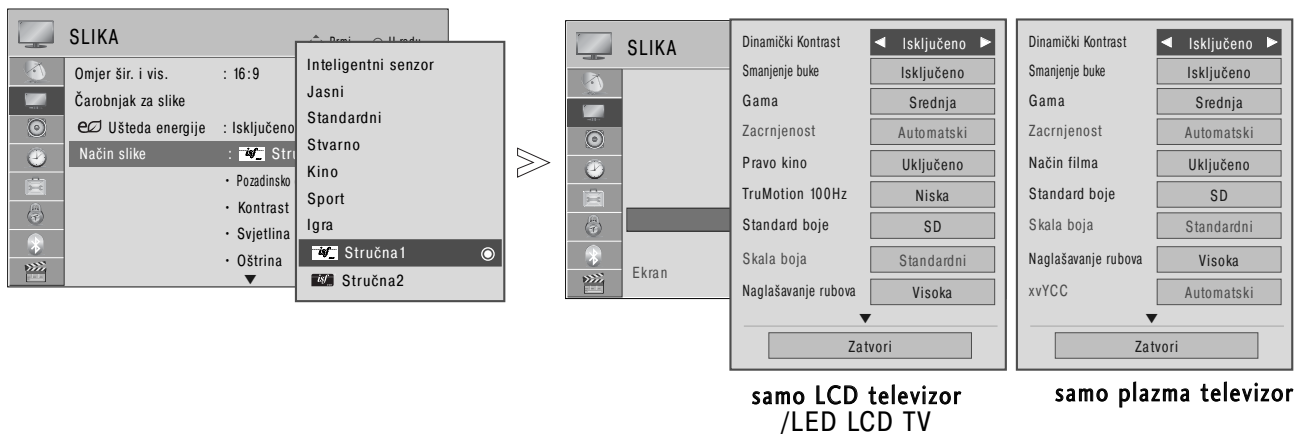 SLIKA
Omjer šir. i vis. : 16:9
Čarobnjak za slike
Ušteda energije : Isključeno
Način slike : Stru
• Pozadinsko
• Kontrast
• Svjetlina
• Oštrina
▼
Inteligentni senzor
Jasni
Standardni
Stvarno
Kino
Sport
Igra
isf Stručna1
isf Stručna2
SLIKA
Ekran
Dinamički Kontrast ◄ Isključeno ►
Smanjenje buke Isključeno
Gama Srednja
Zacrnjenost Automatski
Pravo kino Uključeno
TruMotion 100Hz Niska
Standard boje SD
Skala boja Standardni
Naglašavanje rubova Visoka
▼
Zatvori
samo LCD televizor
/LED LCD TV
Dinamički Kontrast ◄ Isključeno ►
Smanjenje buke Isključeno
Gama Srednja
Zacrnjenost Automatski
Način filma Uključeno
Standard boje SD
Skala boja Standardni
Naglašavanje rubova Visoka
xvYCC Automatski
▼
Zatvori
samo plazma televizor